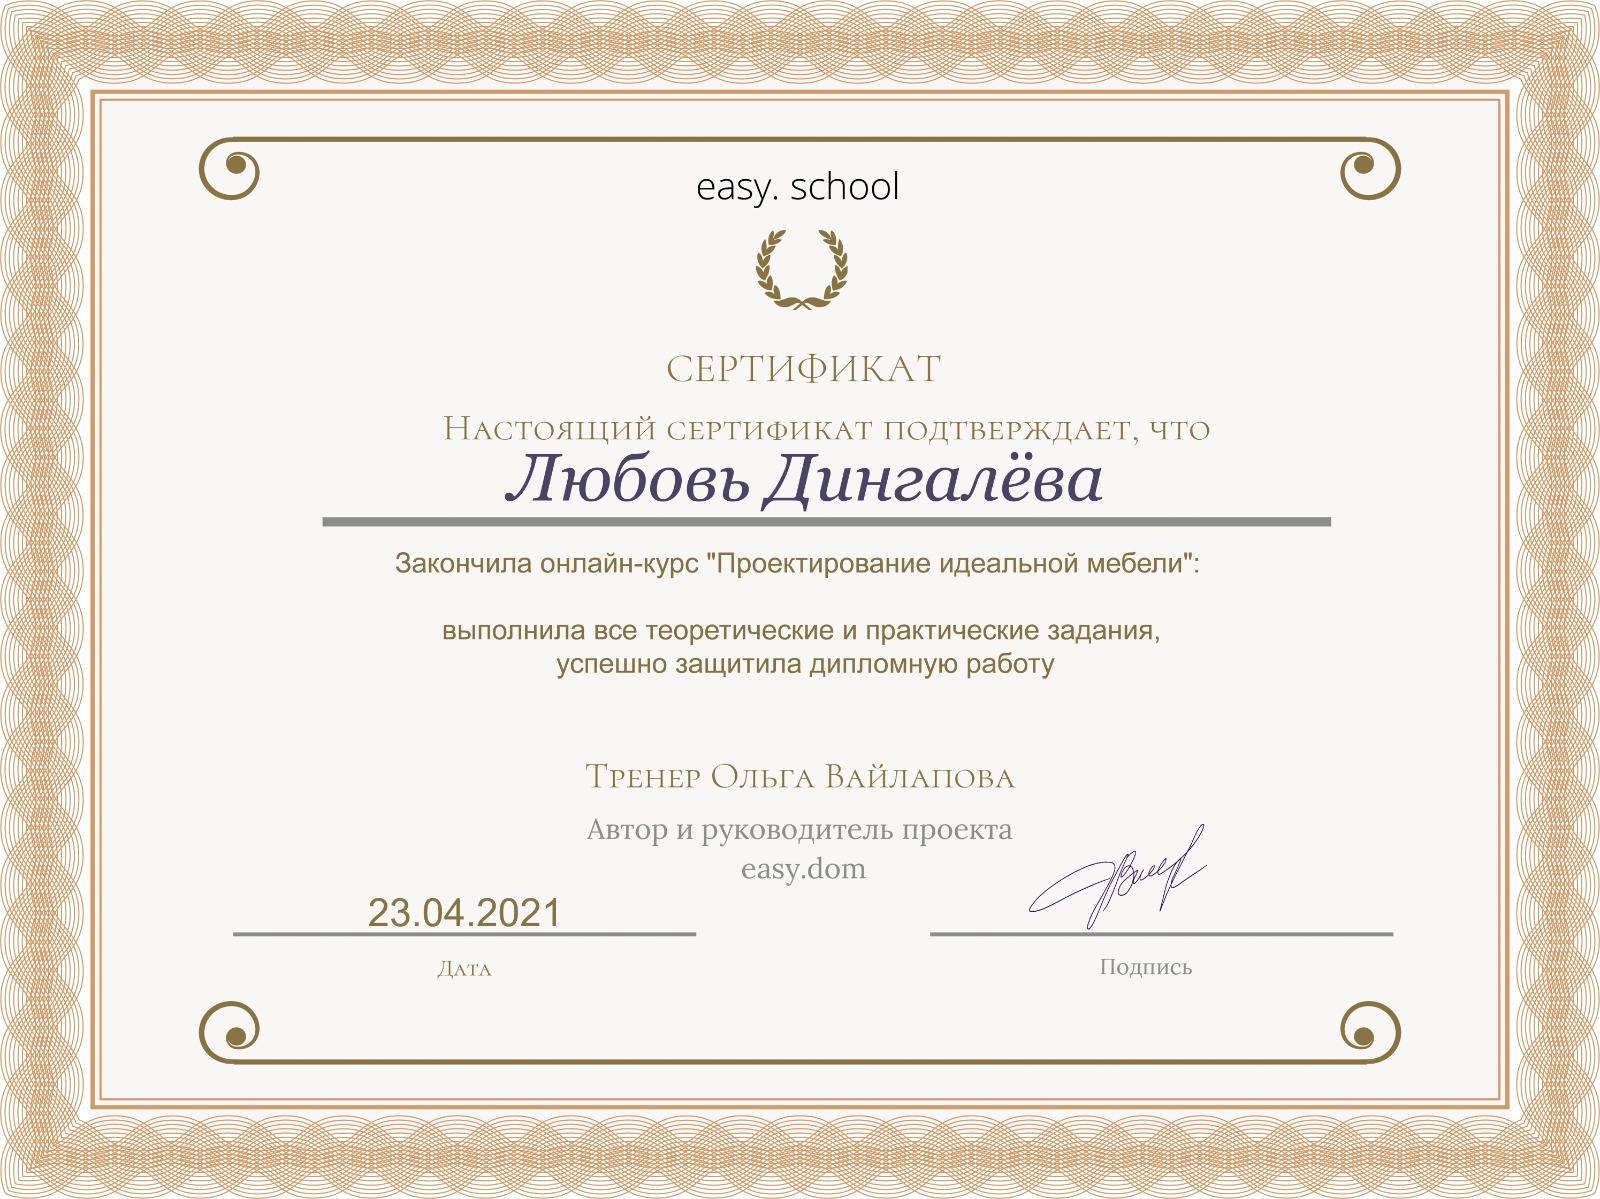 easy. school
СЕРТИФИКАТ
Настоящий сертификат подтверждает, что
Любовь Дингалёва
Закончила онлайн-курс "Проектирование идеальной мебели":
выполнила все теоретические и практические задания,
успешно защитила дипломную работу
Тренер Ольга Вайлапова
Автор и руководитель проекта
easy.dom
23.04.2021
Дата
Подпись